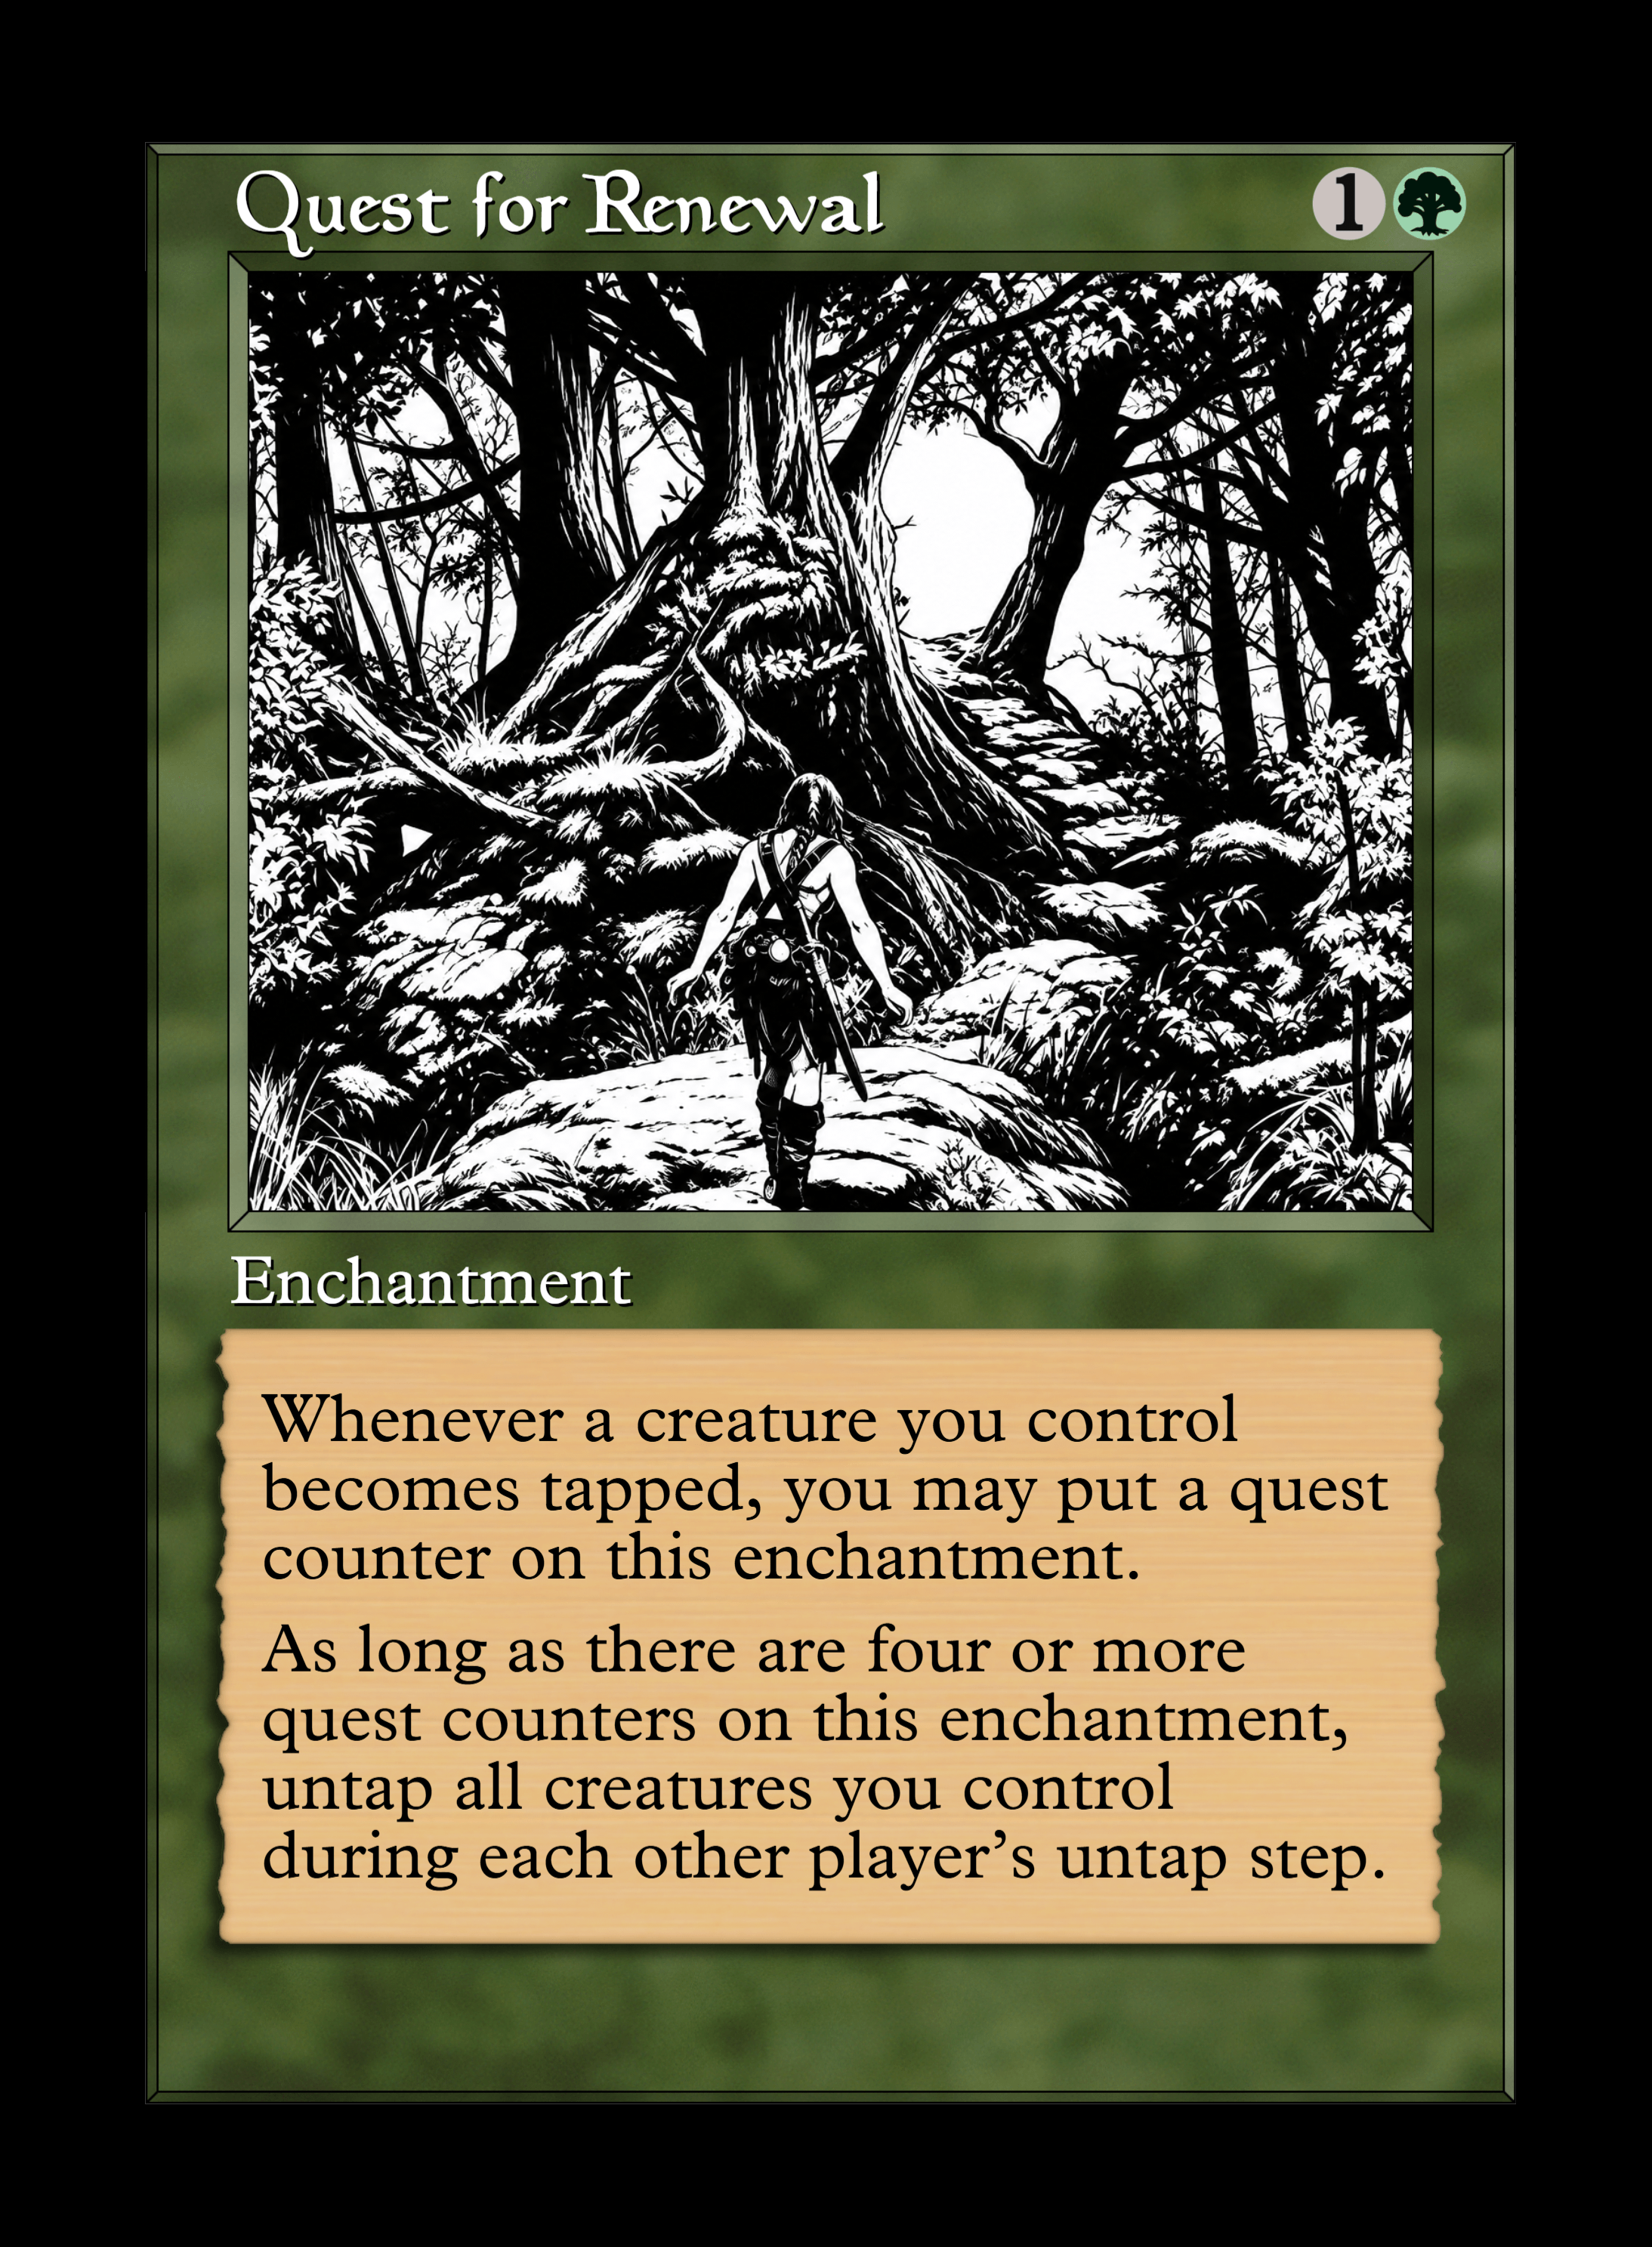 Quest for Renewal 1
Enchantment
Whenever a creature you control
becomes tapped, you may put a quest
counter on this enchantment.
As long as there are four or more
quest counters on this enchantment,
untap all creatures you control
during each other player’s untap step.